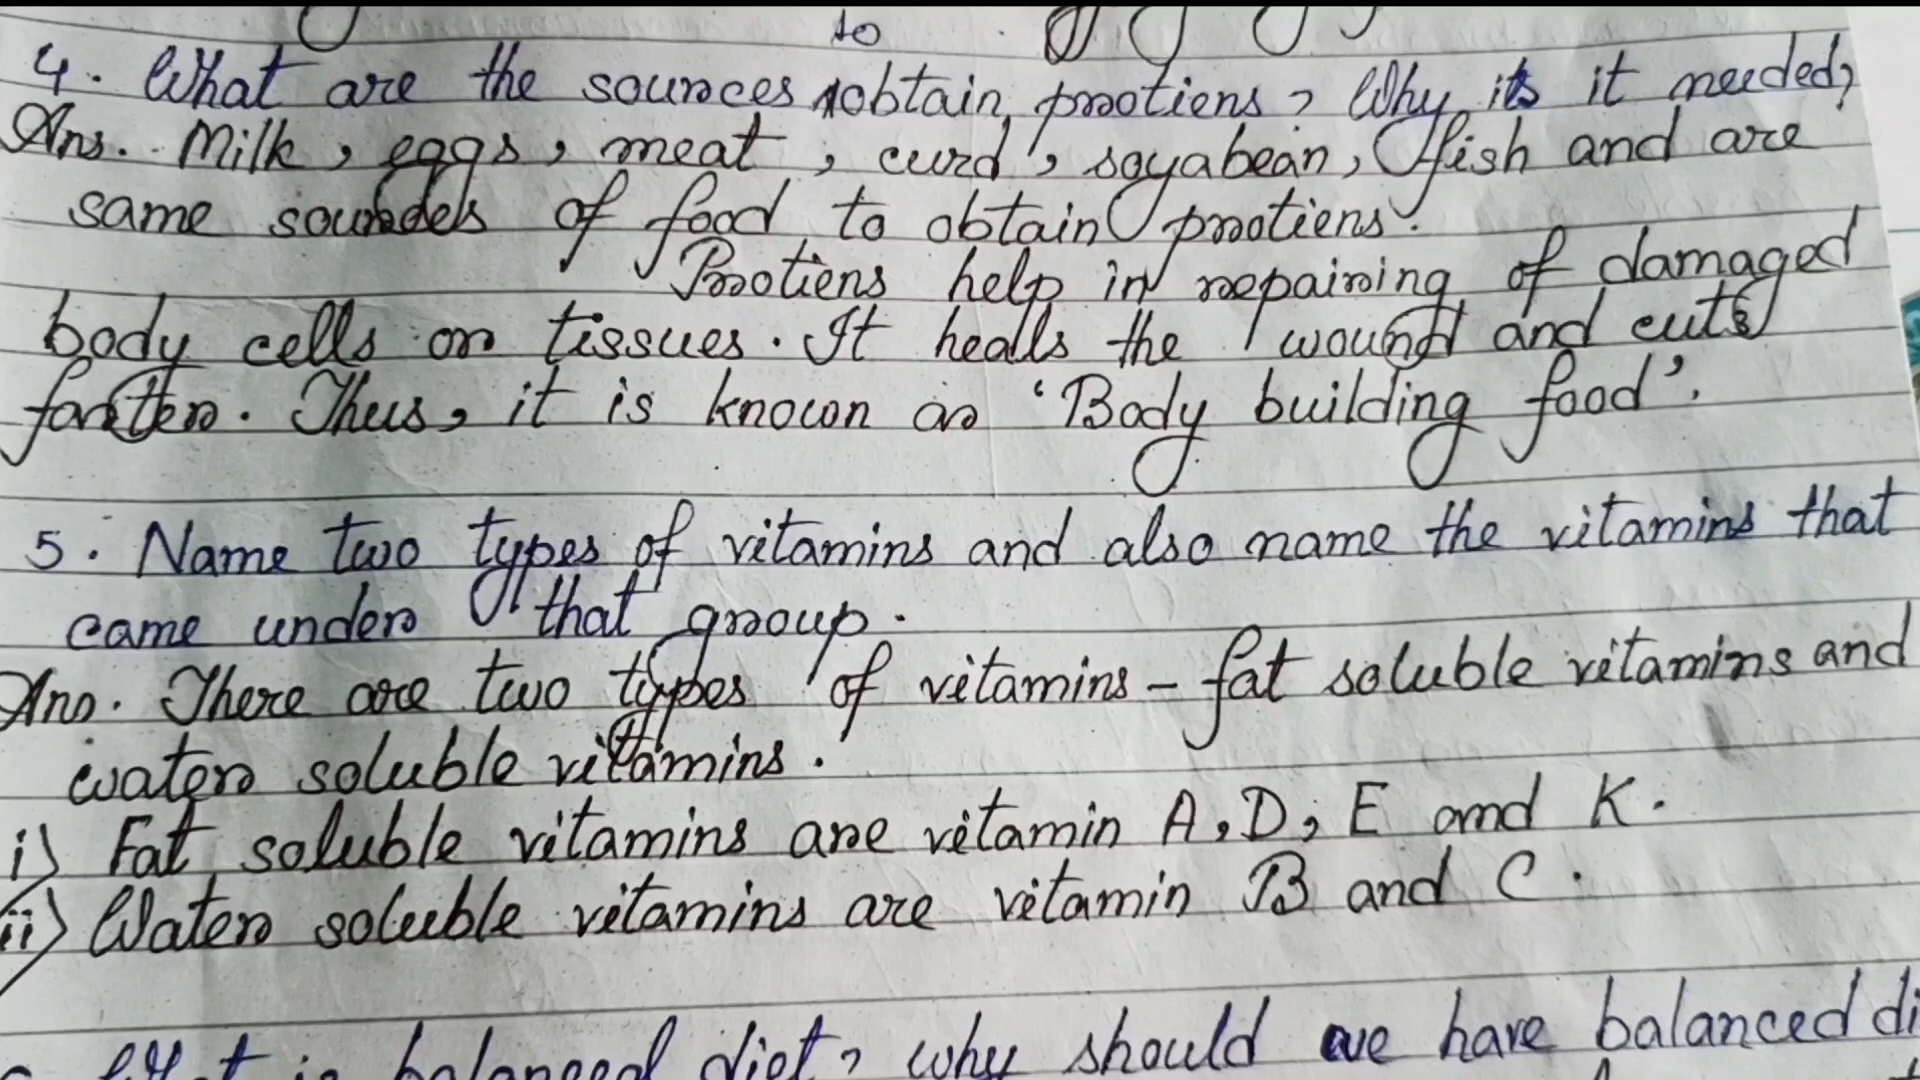 to
4. What are the sources obtain protiens, Why is it needed?
Ans. Milk, eggs, meat, curd, soyabean, fish and are
same of food to obtain protiens.
Protiens help in repairing of damaged
body cells or tissues. It heals the wound and cuts
faster. Thus, it is known as 'Body building food'.
5. Name two types of vitamins and also name the vitamins that
came under that group.
Ans. There are two types of vitamins - fat soluble vitamins and
water soluble vitamins.
i) Fat soluble vitamins are vitamin A, D, E and K.
ii) Water soluble vitamins are vitamin B and C.
is balanced diet, why should we have balanced di